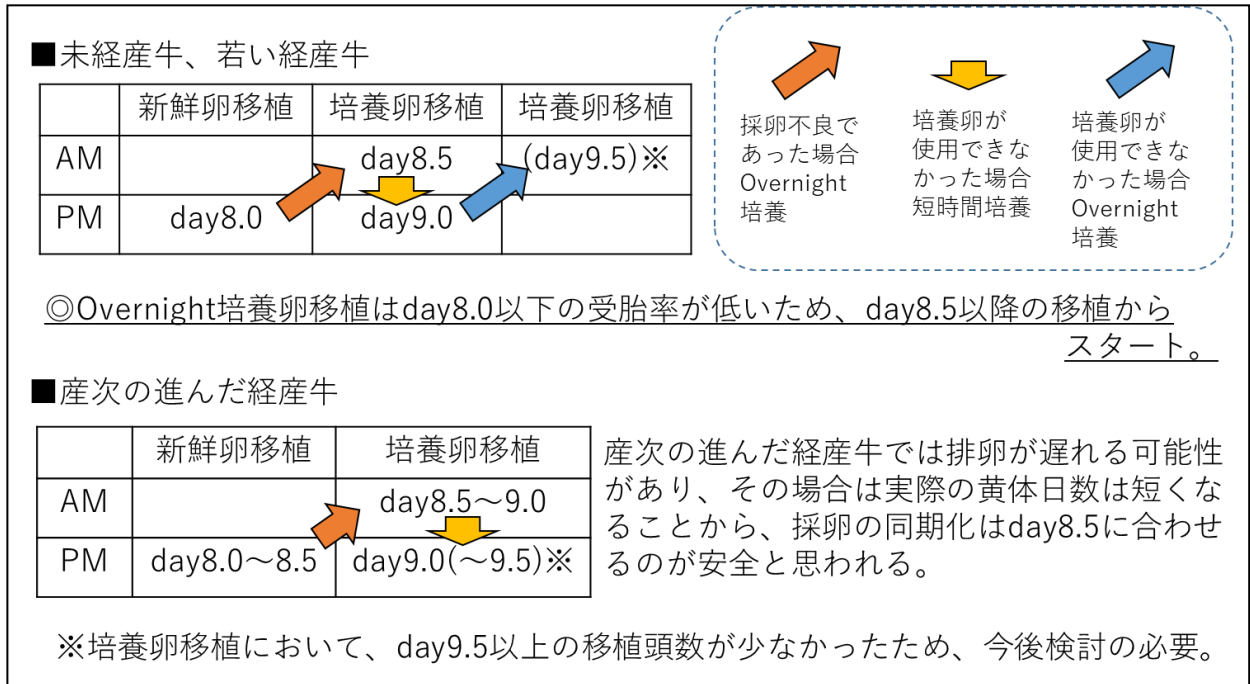 ■未経産牛、若い経産牛
新鮮卵移植 培養卵移植 培養卵移植
AM day8.5 (day9.5)※
PM day8.0 day9.0
採卵不良で
あった場合
Overnight
培養
培養卵が
使用できな
かった場合
短時間培養
培養卵が
使用できな
かった場合
Overnight
培養
◎Overnight培養卵移植はday8.0以下の受胎率が低いため、day8.5以降の移植から
スタート。
■産次の進んだ経産牛
新鮮卵移植 培養卵移植
AM day8.5～9.0
PM day8.0～8.5 day9.0(～9.5)※
産次の進んだ経産牛では排卵が遅れる可能性
があり、その場合は実際の黄体日数は短くな
ることから、採卵の同期化はday8.5に合わせ
るのが安全と思われる。
※培養卵移植において、day9.5以上の移植頭数が少なかったため、今後検討の必要。